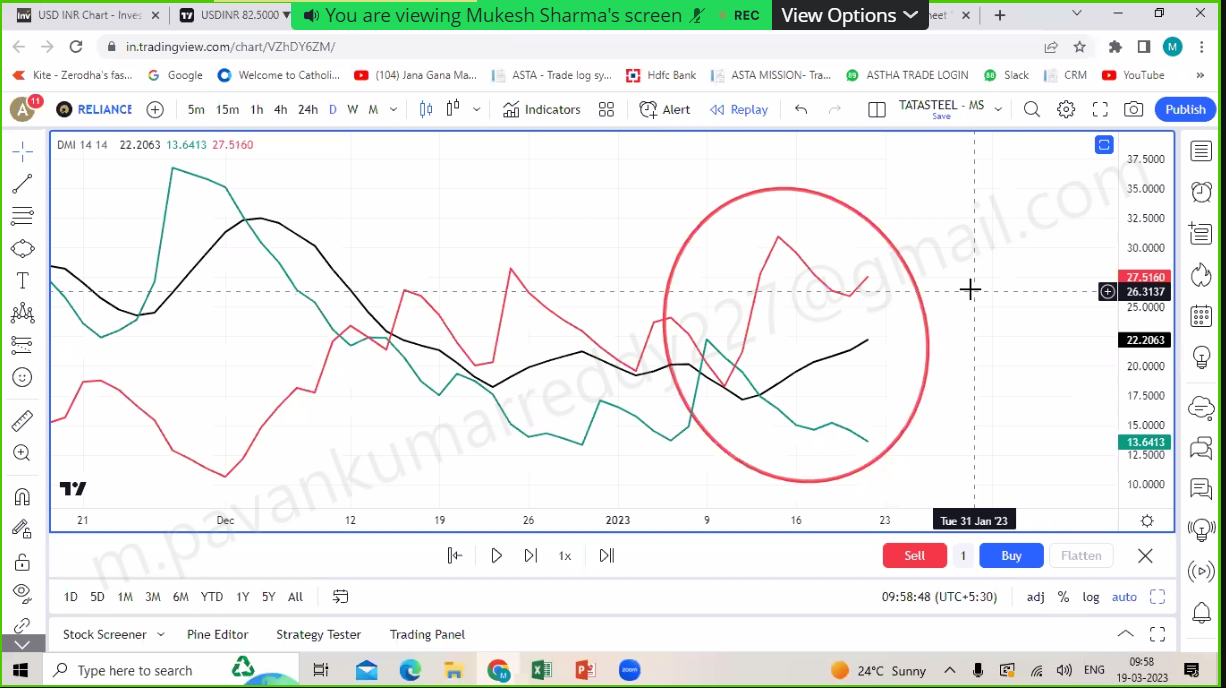 USD INR Chart – Inves
USDINR 82.5000
You are viewing Mukesh Sharma's screen
REC
View Options
in.tradingview.com/chart/VZhDY6ZM/
M
Kite - Zerodha's fas...
Google
Welcome to Catholi...
(104) Jana Gana Ma...
ASTA - Trade log sy...
Hdfc Bank
ASTA MISSION- Tra...
ASTHA TRADE LOGIN
Slack
CRM
YouTube
A
11
RELIANCE
5m 15m 1h 4h 24h D W M
Indicators
Alert
Replay
TATASTEEL - MS
Save
Publish
DMI 14 14 22.2063 13.6413 27.5160
37.5000
35.0000
32.5000
30.0000
27.5160
26.3137
25.0000
22.2063
20.0000
17.5000
15.0000
13.6413
12.5000
10.0000
m.pavankumarreddy227@gmail.com
21 Dec 12 19 26 2023 9 16 23 Tue 31 Jan '23
1x
Sell 1 Buy Flatten
1D 5D 1M 3M 6M YTD 1Y 5Y All
09:58:48 (UTC+5:30) adj % log auto
Stock Screener Pine Editor Strategy Tester Trading Panel
Type here to search
zoom
24°C Sunny
ENG
09:58
19-03-2023